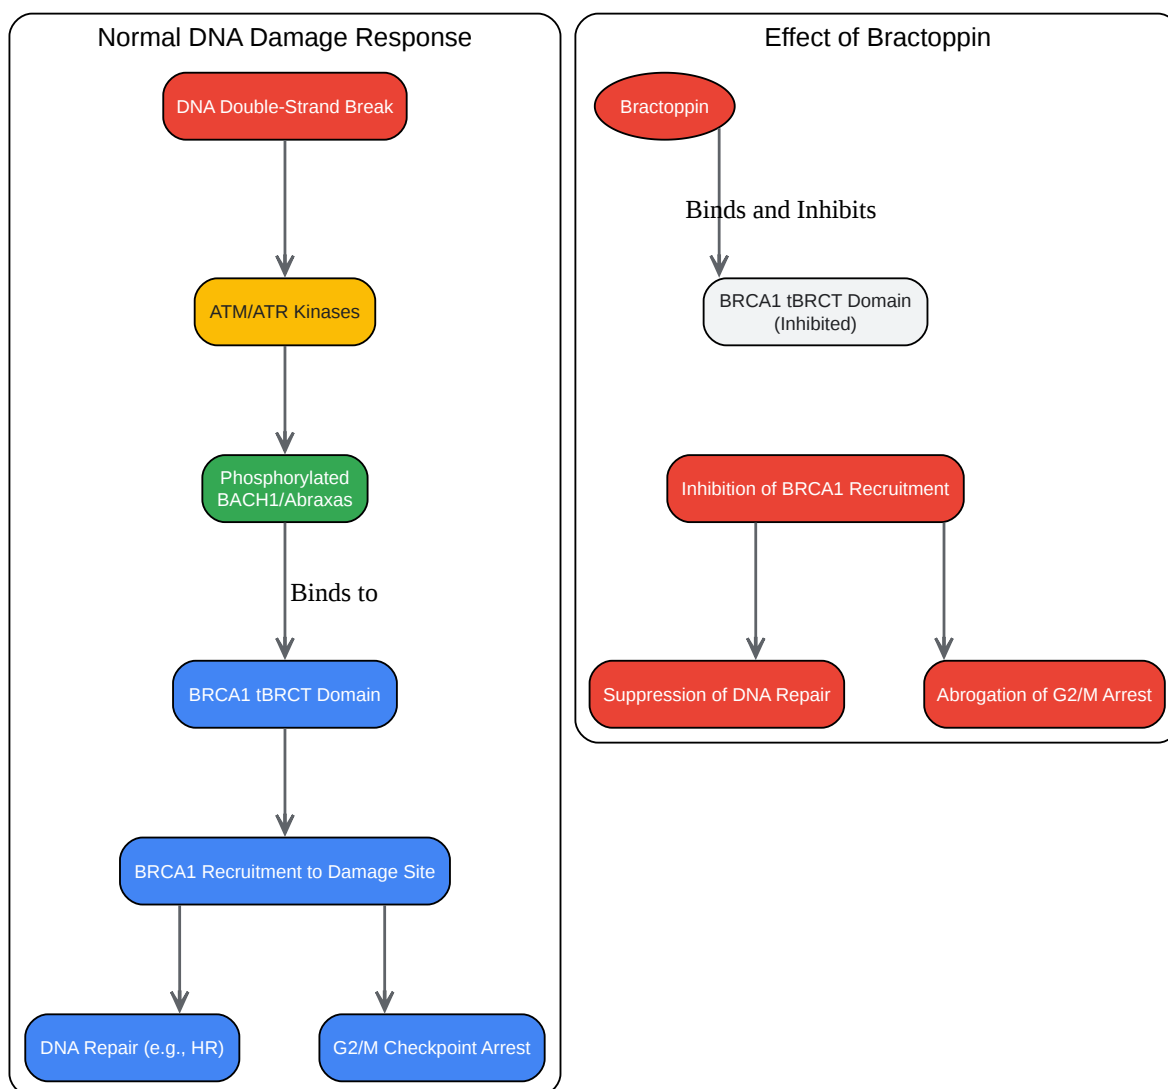 Normal DNA Damage Response
DNA Double-Strand Break
ATM/ATR Kinases
Phosphorylated
BACH1/Abraxas
Binds to
BRCA1 tBRCT Domain
BRCA1 Recruitment to Damage Site
DNA Repair (e.g., HR)
G2/M Checkpoint Arrest
Effect of Bractoppin
Bractoppin
Binds and Inhibits
BRCA1 tBRCT Domain
(Inhibited)
Inhibition of BRCA1 Recruitment
Suppression of DNA Repair
Abrogation of G2/M Arrest